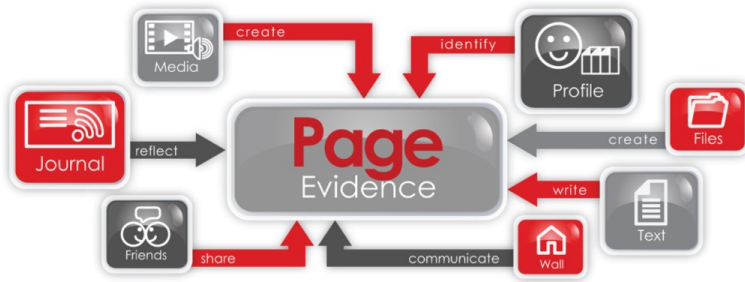 create
Media
identify
Profile
Journal
reflect
Page
Evidence
create
Files
write
Text
Friends
share
communicate
Wall